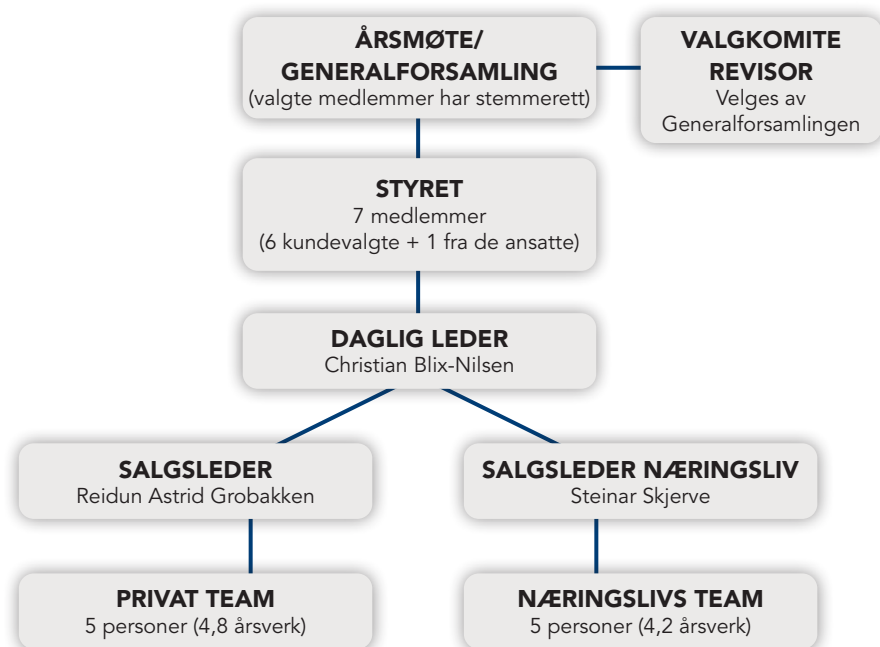 ÅRSMØTE/
GENERALFORSAMLING
(valgte medlemmer har stemmerett)
VALGKOMITE
REVISOR
Velges av
Generalforsamlingen
STYRET
7 medlemmer
(6 kundevalgte + 1 fra de ansatte)
DAGLIG LEDER
Christian Blix-Nilsen
SALGSLEDER
Reidun Astrid Grobakken
SALGSLEDER NÆRINGSLIV
Steinar Skjerve
PRIVAT TEAM
5 personer (4,8 årsverk)
NÆRINGSLIVS TEAM
5 personer (4,2 årsverk)